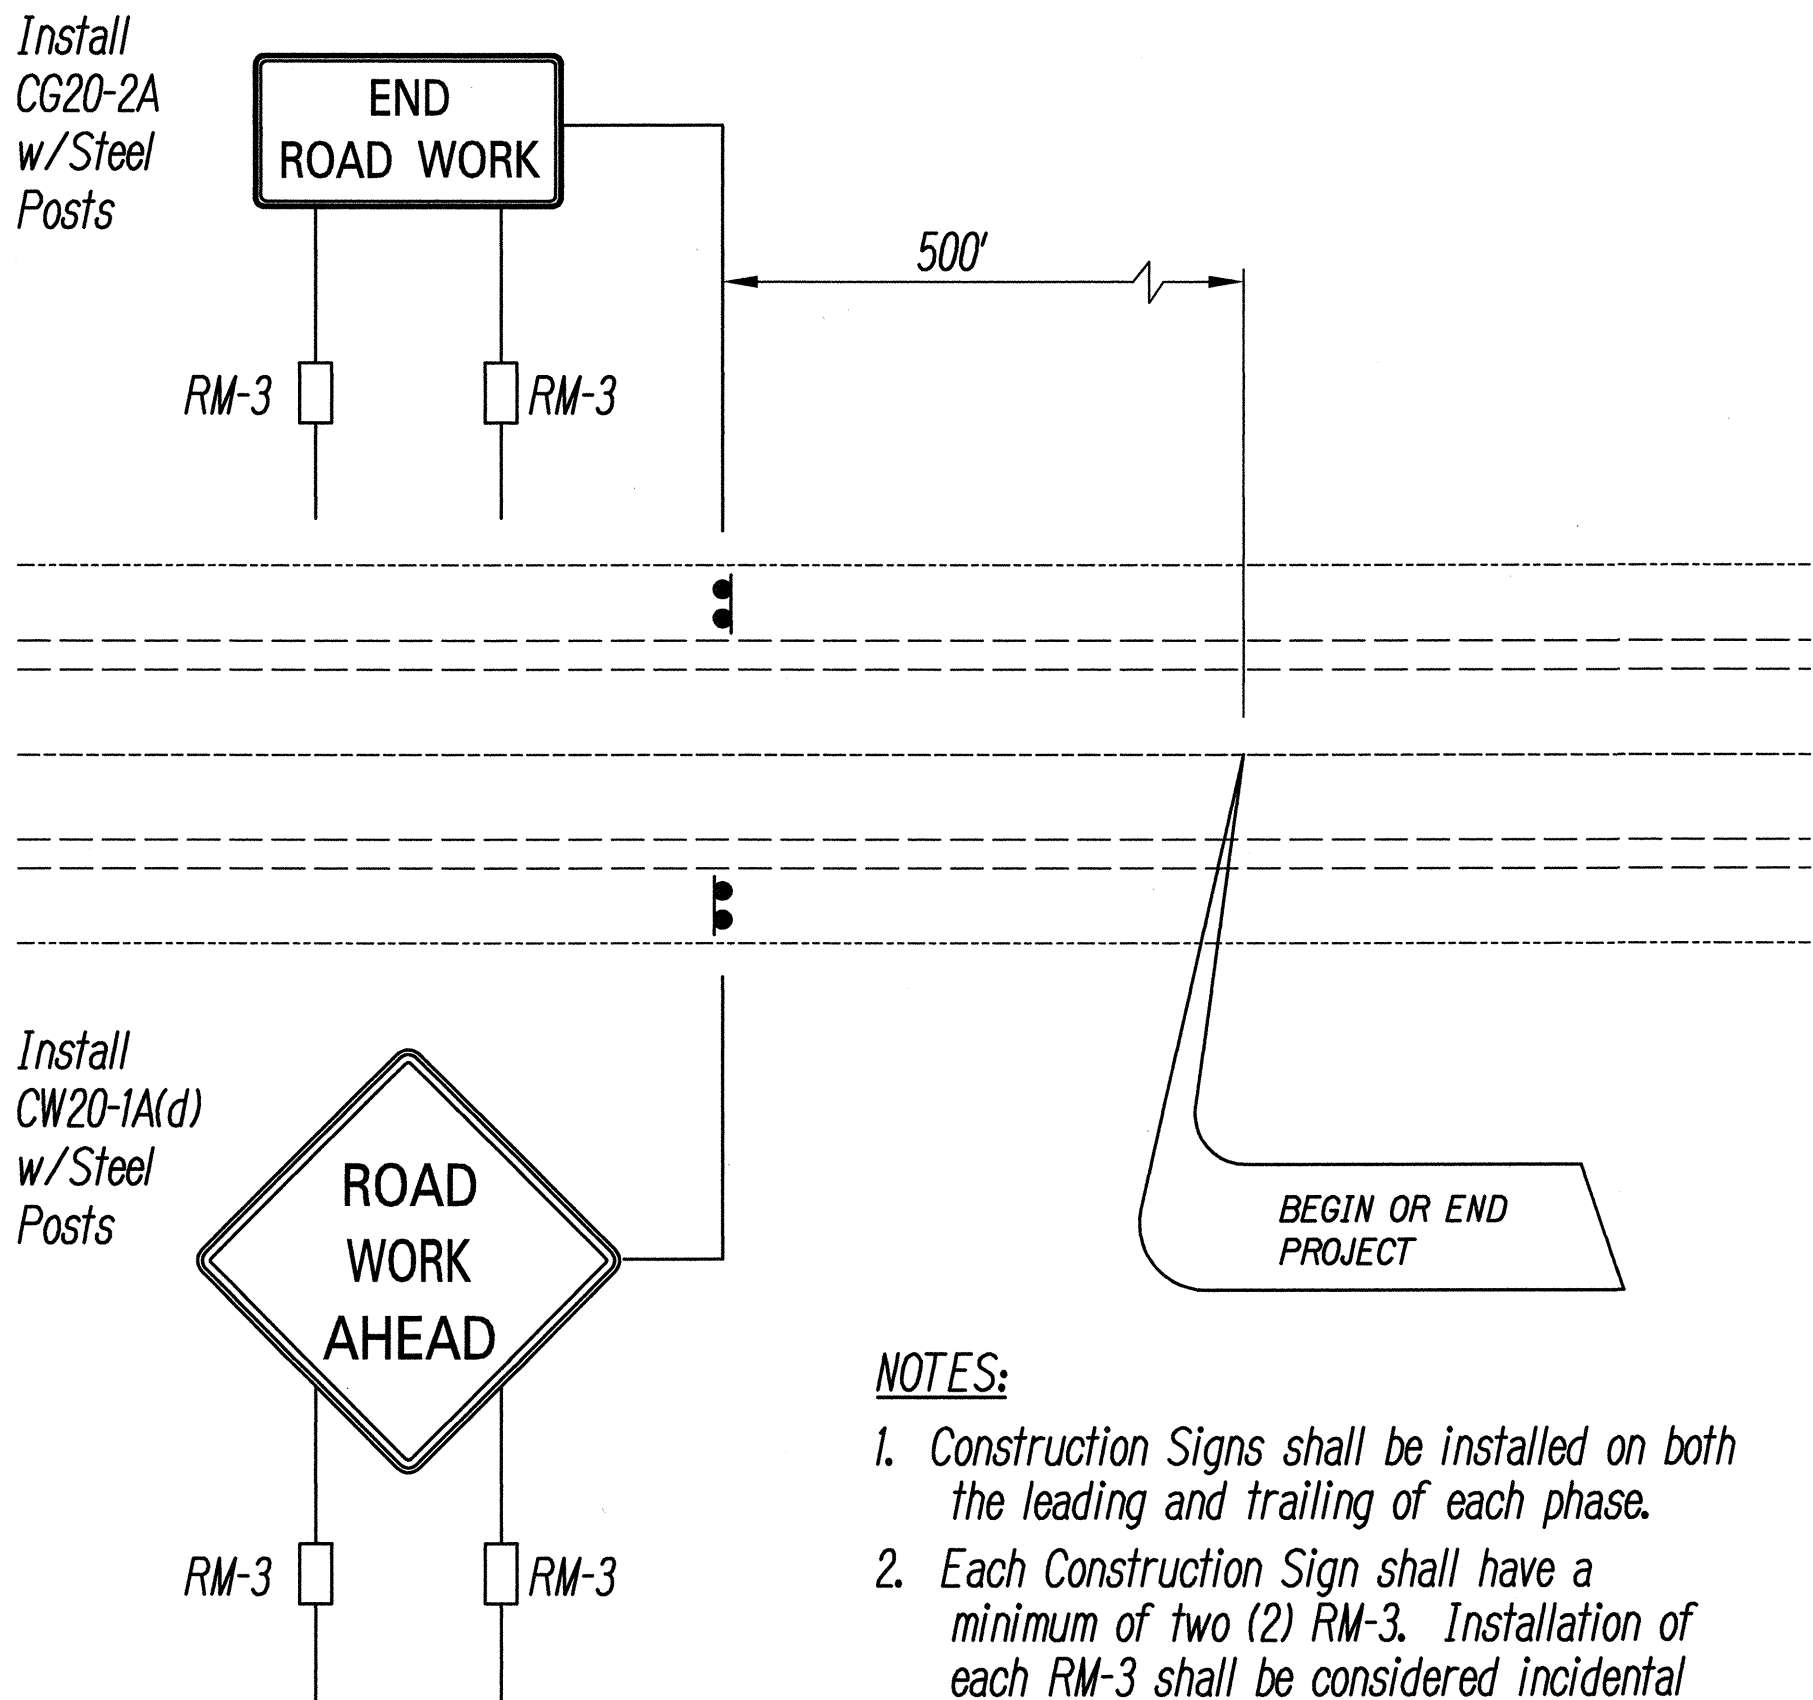 Install
CG20-2A
w/Steel
Posts
END
ROAD WORK
500'
RM-3
RM-3
Install
CW20-1A(d)
w/Steel
Posts
ROAD
WORK
AHEAD
BEGIN OR END
PROJECT
RM-3
RM-3
NOTES:
1. Construction Signs shall be installed on both
the leading and trailing of each phase.
2. Each Construction Sign shall have a
minimum of two (2) RM-3. Installation of
each RM-3 shall be considered incidental